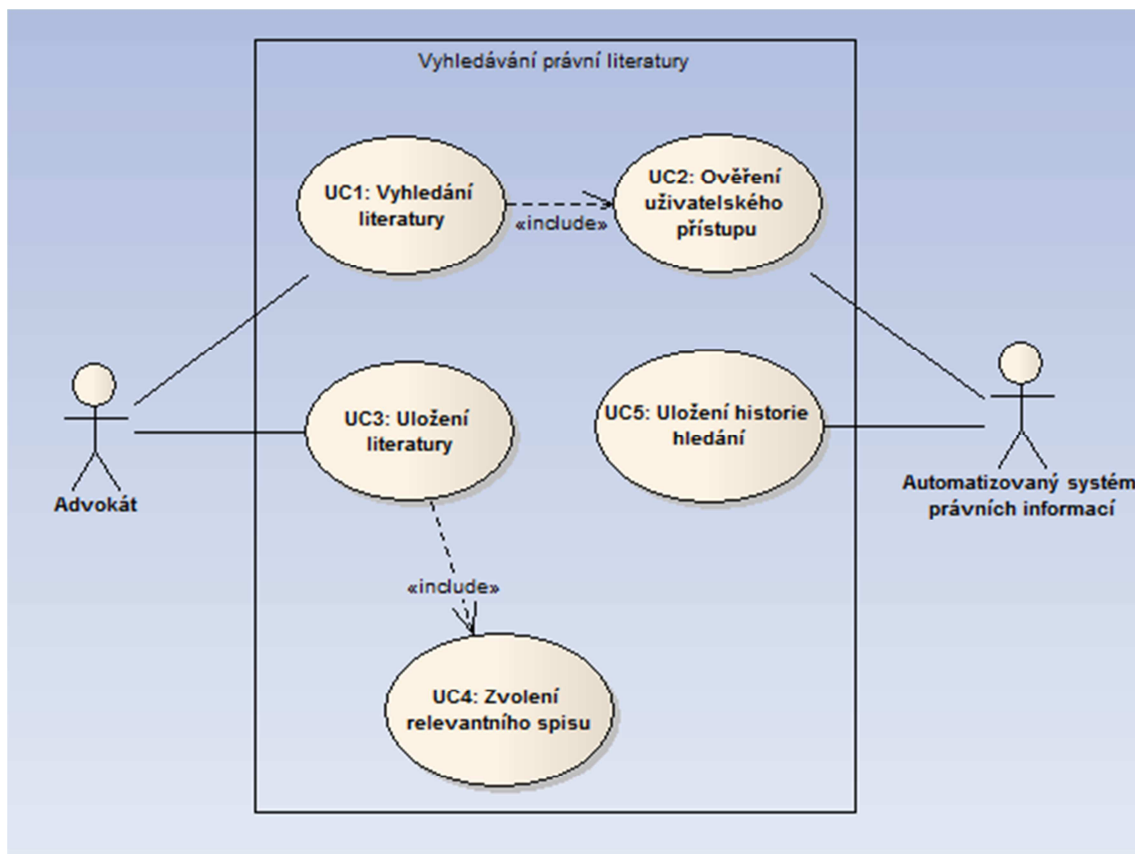 Vyhledávání právní literatury
UC1: Vyhledání
literatury
«include»
UC2: Ověření
uživatelského
přístupu
Advokát
UC3: Uložení
literatury
UC5: Uložení historie
hledání
Automatizovaný systém
právních informací
«include»
UC4: Zvolení
relevantního spisu